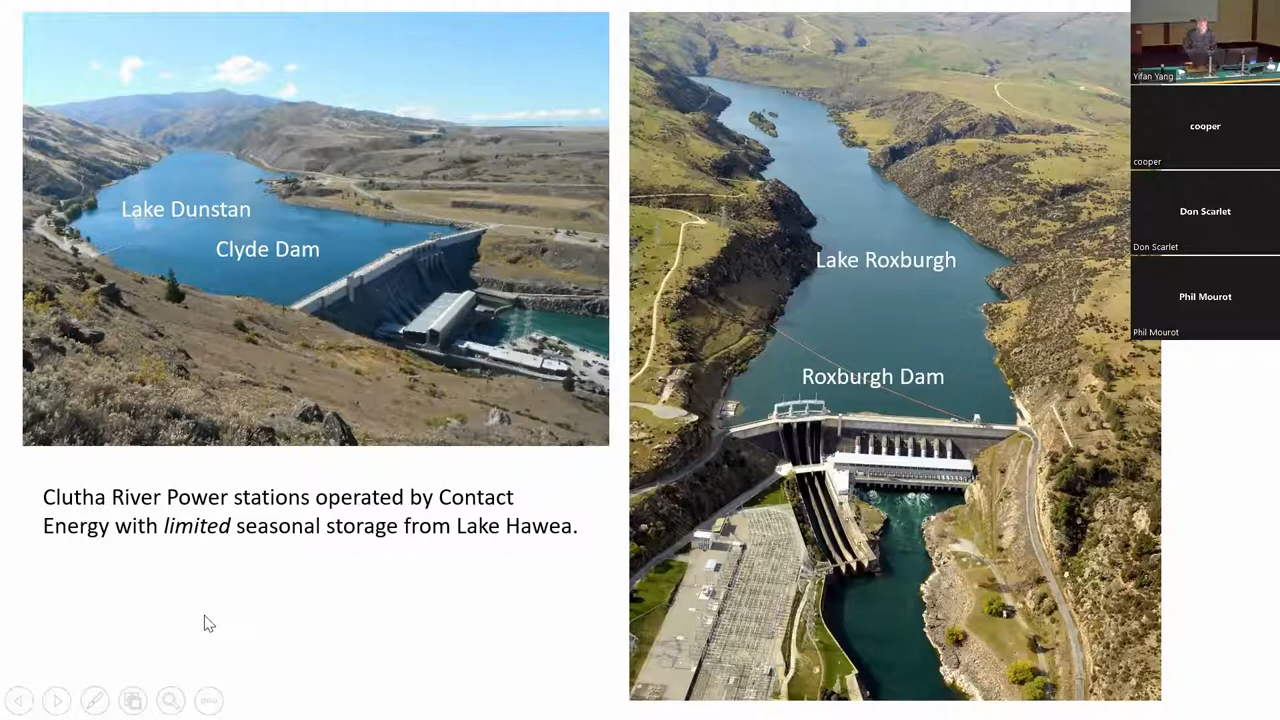 Lake Dunstan
Clyde Dam
Clutha River Power stations operated by Contact
Energy with limited seasonal storage from Lake Hawea.
Lake Roxburgh
Roxburgh Dam
Yifan Yang
cooper
cooper
Don Scarlet
Don Scarlet
Phil Mourot
Phil Mourot